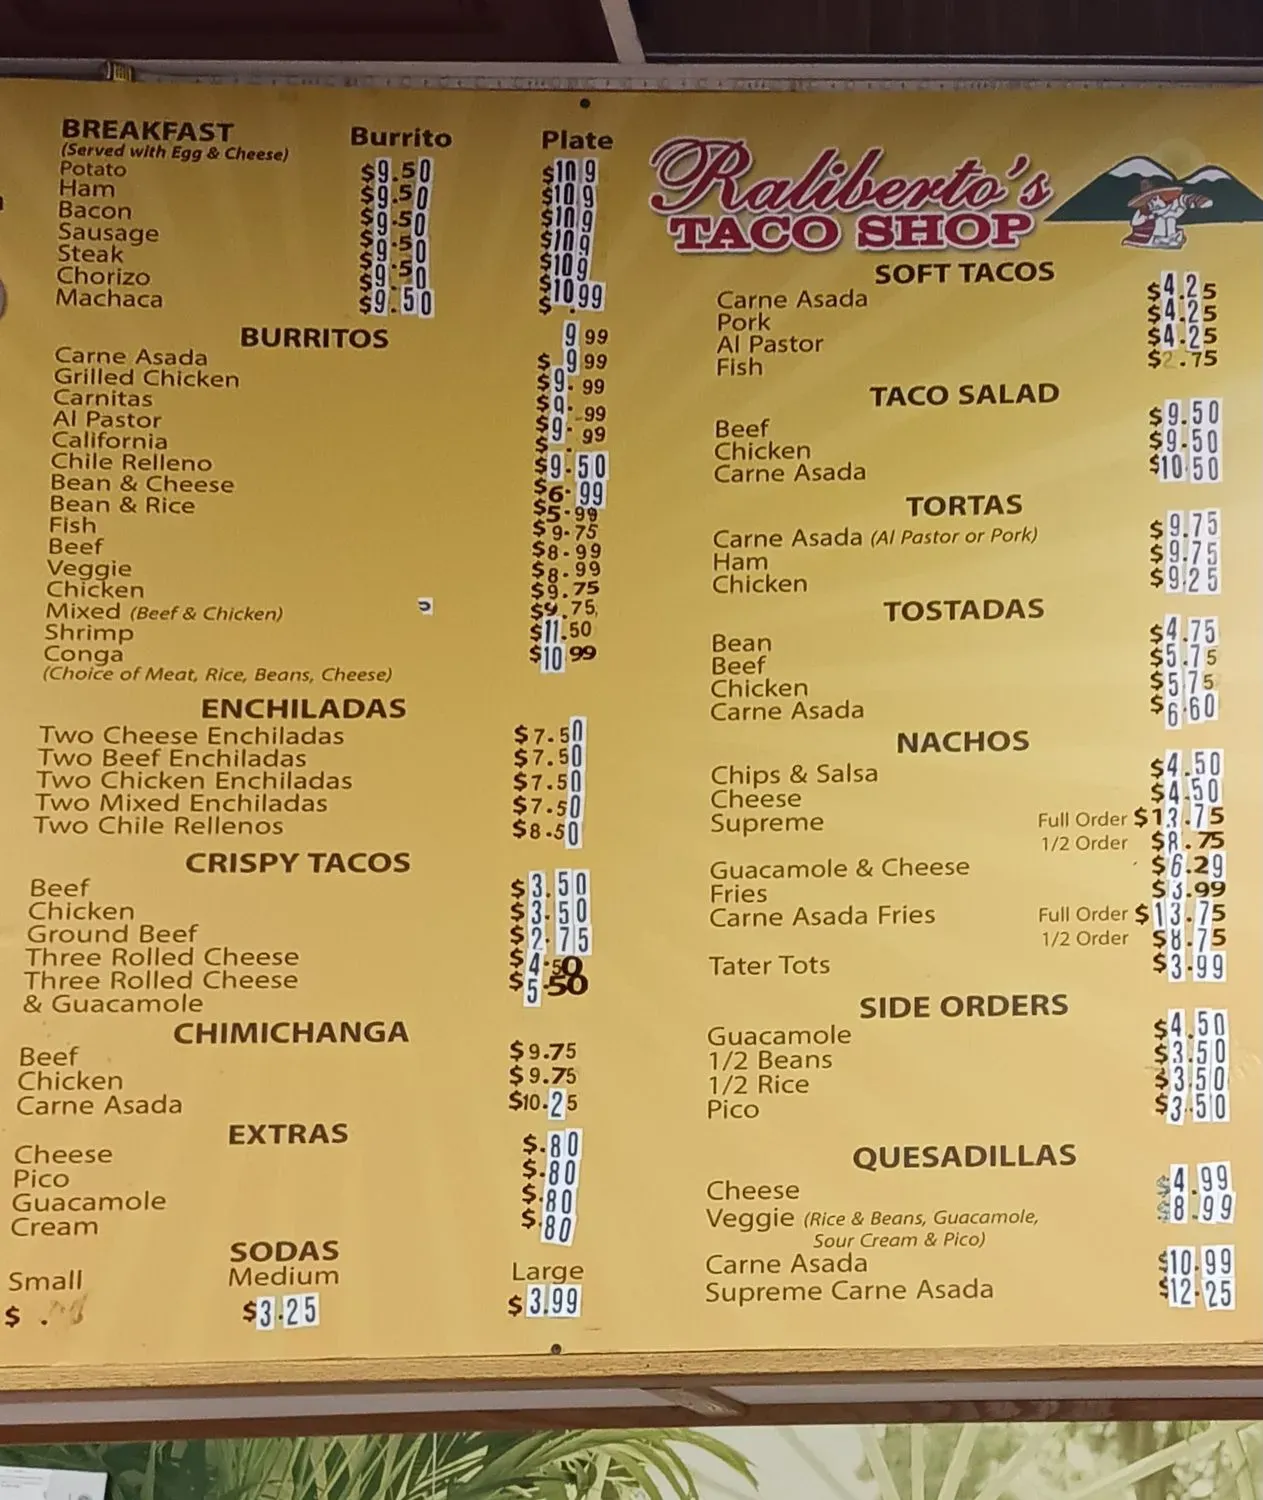 BREAKFAST Burrito Plate
(Served with Egg & Cheese)
Potato $9.50 $10 9
Ham $9.50 $10 9
Bacon $9.50 $10 9
Sausage $9.50 $10 9
Steak $9.50 $10 9
Chorizo
Machaca $9.50 $10 99
BURRITOS
Carne Asada 9 99
Grilled Chicken $ 9 99
Carnitas $9. 99
Al Pastor $9. 99
California $9. 99
Chile Relleno $9.50
Bean & Cheese $6.99
Bean & Rice $5.99
Fish $9.75
Beef $8.99
Veggie $8.99
Chicken $9.75
Mixed (Beef & Chicken) $9.75
Shrimp $11.50
Conga $10 99
(Choice of Meat, Rice, Beans, Cheese)
ENCHILADAS
Two Cheese Enchiladas $7.50
Two Beef Enchiladas $7.50
Two Chicken Enchiladas $7.50
Two Mixed Enchiladas $7.50
Two Chile Rellenos $8.50
CRISPY TACOS
Beef $3.50
Chicken $3.50
Ground Beef $2.75
Three Rolled Cheese $4.50
Three Rolled Cheese $5.50
& Guacamole
CHIMICHANGA
Beef $9.75
Chicken $9.75
Carne Asada $10.25
EXTRAS
Cheese $.80
Pico $.80
Guacamole $.80
Cream $.80
SODAS
Small Medium Large
$ . $3.25 $3.99
Raliberto's
TACO SHOP
SOFT TACOS
Carne Asada $4.25
Pork $4.25
Al Pastor $4.25
Fish $2.75
TACO SALAD
Beef $9.50
Chicken $9.50
Carne Asada $10.50
TORTAS
Carne Asada (Al Pastor or Pork) $9.75
Ham $9.75
Chicken $9.25
TOSTADAS
Bean $4.75
Beef $5.75
Chicken $5.75
Carne Asada $6.60
NACHOS
Chips & Salsa $4.50
Cheese $4.50
Supreme Full Order $13.75
1/2 Order $8.75
Guacamole & Cheese $6.29
Fries $3.99
Carne Asada Fries Full Order $13.75
1/2 Order $8.75
Tater Tots $3.99
SIDE ORDERS
Guacamole $4.50
1/2 Beans $3.50
1/2 Rice $3.50
Pico $3.50
QUESADILLAS
Cheese $4.99
Veggie (Rice & Beans, Guacamole, $8.99
Sour Cream & Pico)
Carne Asada $10.99
Supreme Carne Asada $12.25